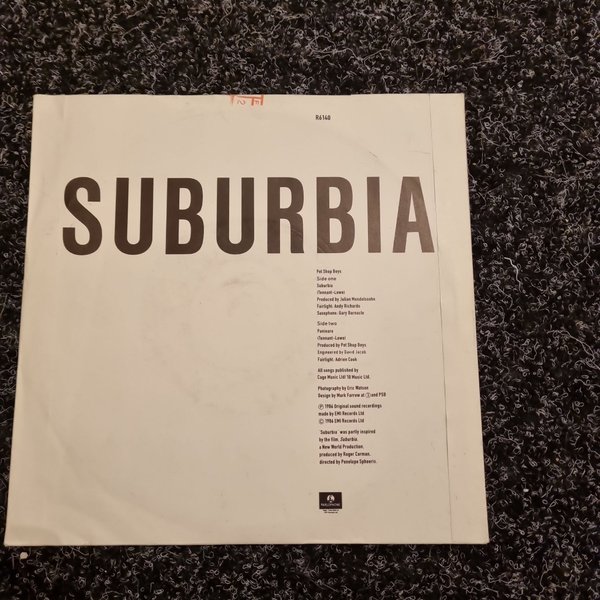 R6140
SUBURBIA
Pet Shop Boys
Side one
Suburbia
(Tennant-Lowe)
Produced by Julian Mendelsohn
Fairlight: Andy Richards
Saxophone: Gary Barnacle
Side two
Paninaro
(Tennant-Lowe)
Produced by Pet Shop Boys
Engineered by David Jacob
Fairlight: Adrian Cook
All songs published by
Cage Music Ltd/ 10 Music Ltd.
Photography by Eric Watson
Design by Mark Farrow at 3 and PSB
Ⓟ 1986 Original sound recordings
made by EMI Records Ltd
© 1986 EMI Records Ltd
'Suburbia' was partly inspired
by the film, Suburbia,
a New World Production,
produced by Roger Corman,
directed by Penelope Spheeris.
PARLOPHONE